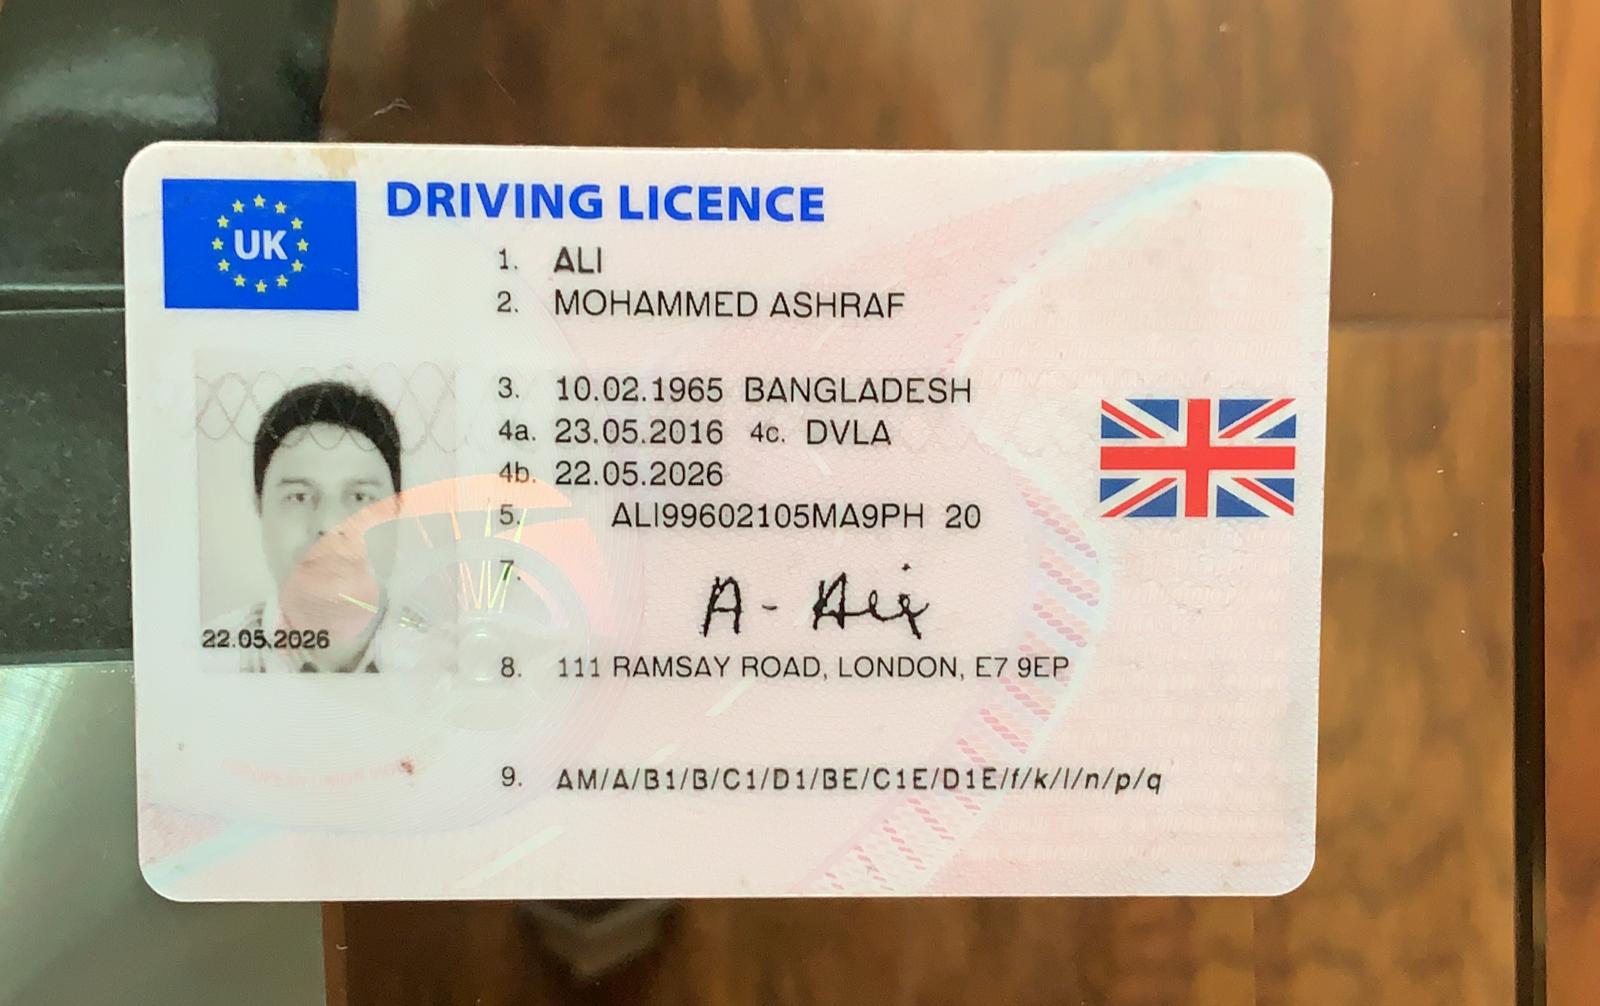 UK
DRIVING LICENCE
1. ALI
2. MOHAMMED ASHRAF
3. 10.02.1965 BANGLADESH
4a. 23.05.2016 4c. DVLA
4b. 22.05.2026
5. ALI99602105MA9PH 20
7. A - Ali
22.05.2026
8. 111 RAMSAY ROAD, LONDON, E7 9EP
9. AM/A/B1/B/C1/D1/BE/C1E/D1E/f/k/l/n/p/q